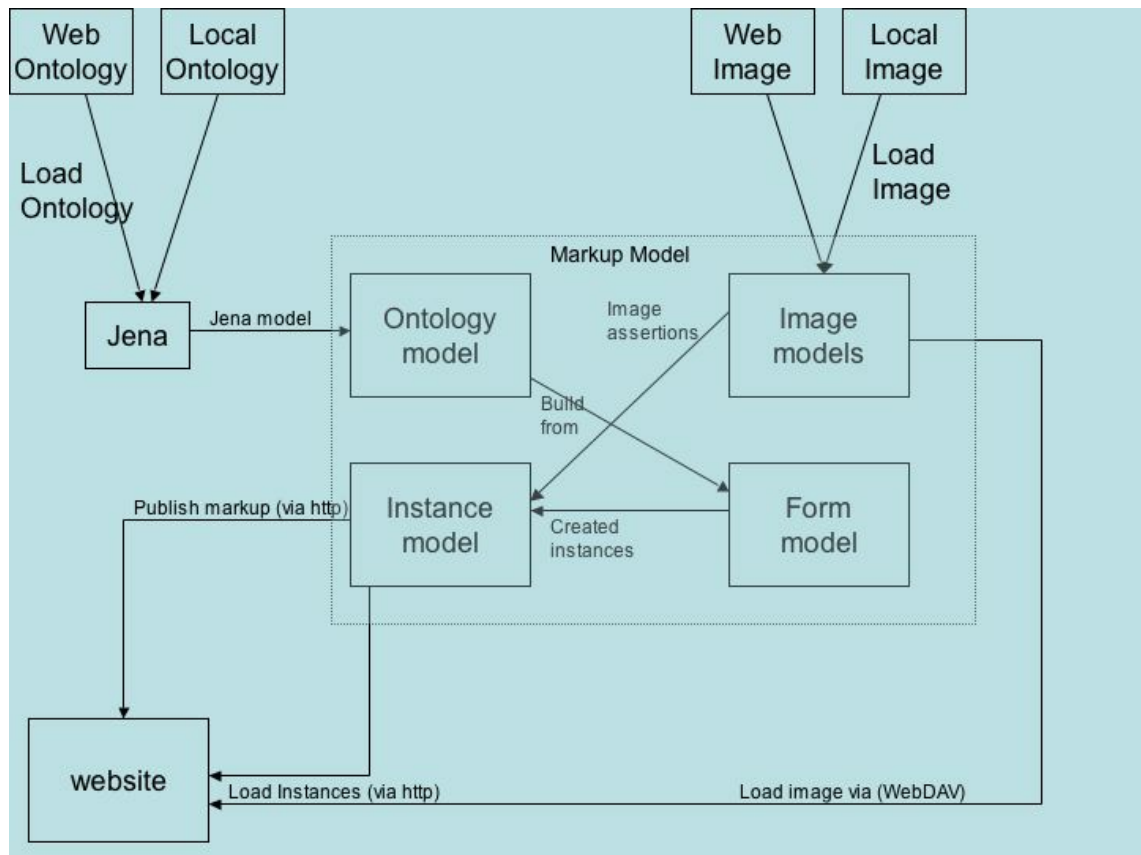 Web
Ontology
Local
Ontology
Web
Image
Local
Image
Load
Ontology
Load
Image
Markup Model
Jena
Jena model
Ontology
model
Image
assertions
Image
models
Build
from
Publish markup (via http)
Instance
model
Created
instances
Form
model
website
Load Instances (via http)
Load image via (WebDAV)